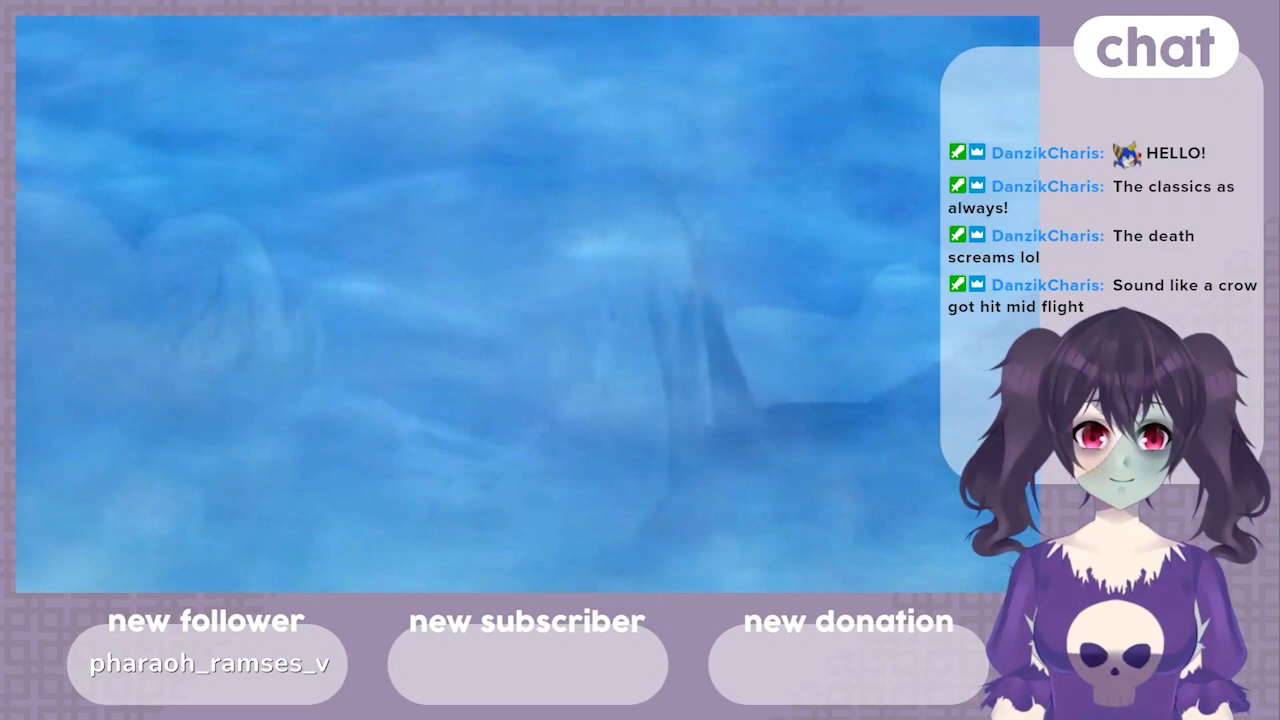 chat
DanzikCharis: HELLO!
DanzikCharis: The classics as
always!
DanzikCharis: The death
screams lol
DanzikCharis: Sound like a crow
got hit mid flight
new follower
new subscriber
new donation
pharaoh_ramses_v